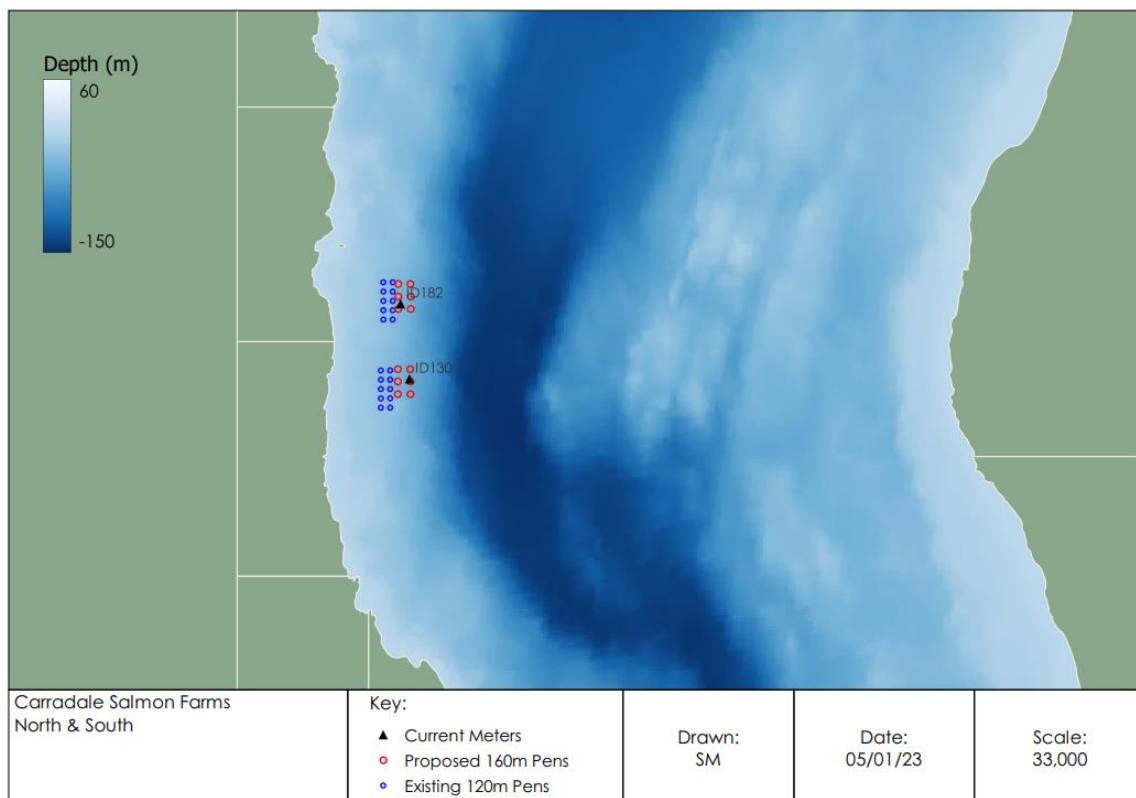 Depth (m)
60
-150
ID182
ID130
Carradale Salmon Farms
North & South
Key:
Current Meters
Proposed 160m Pens
Existing 120m Pens
Drawn:
SM
Date:
05/01/23
Scale:
33,000